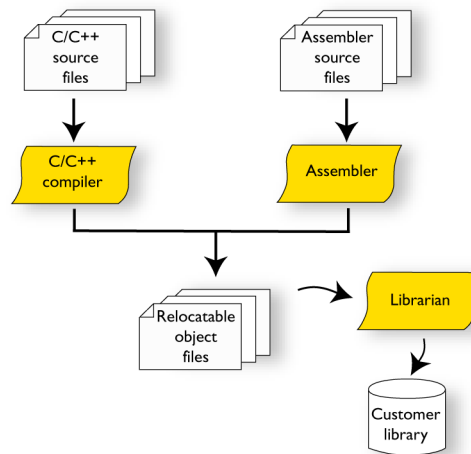 C/C++
source
files
Assembler
source
files
C/C++
compiler
Assembler
Relocatable
object
files
Librarian
Customer
library